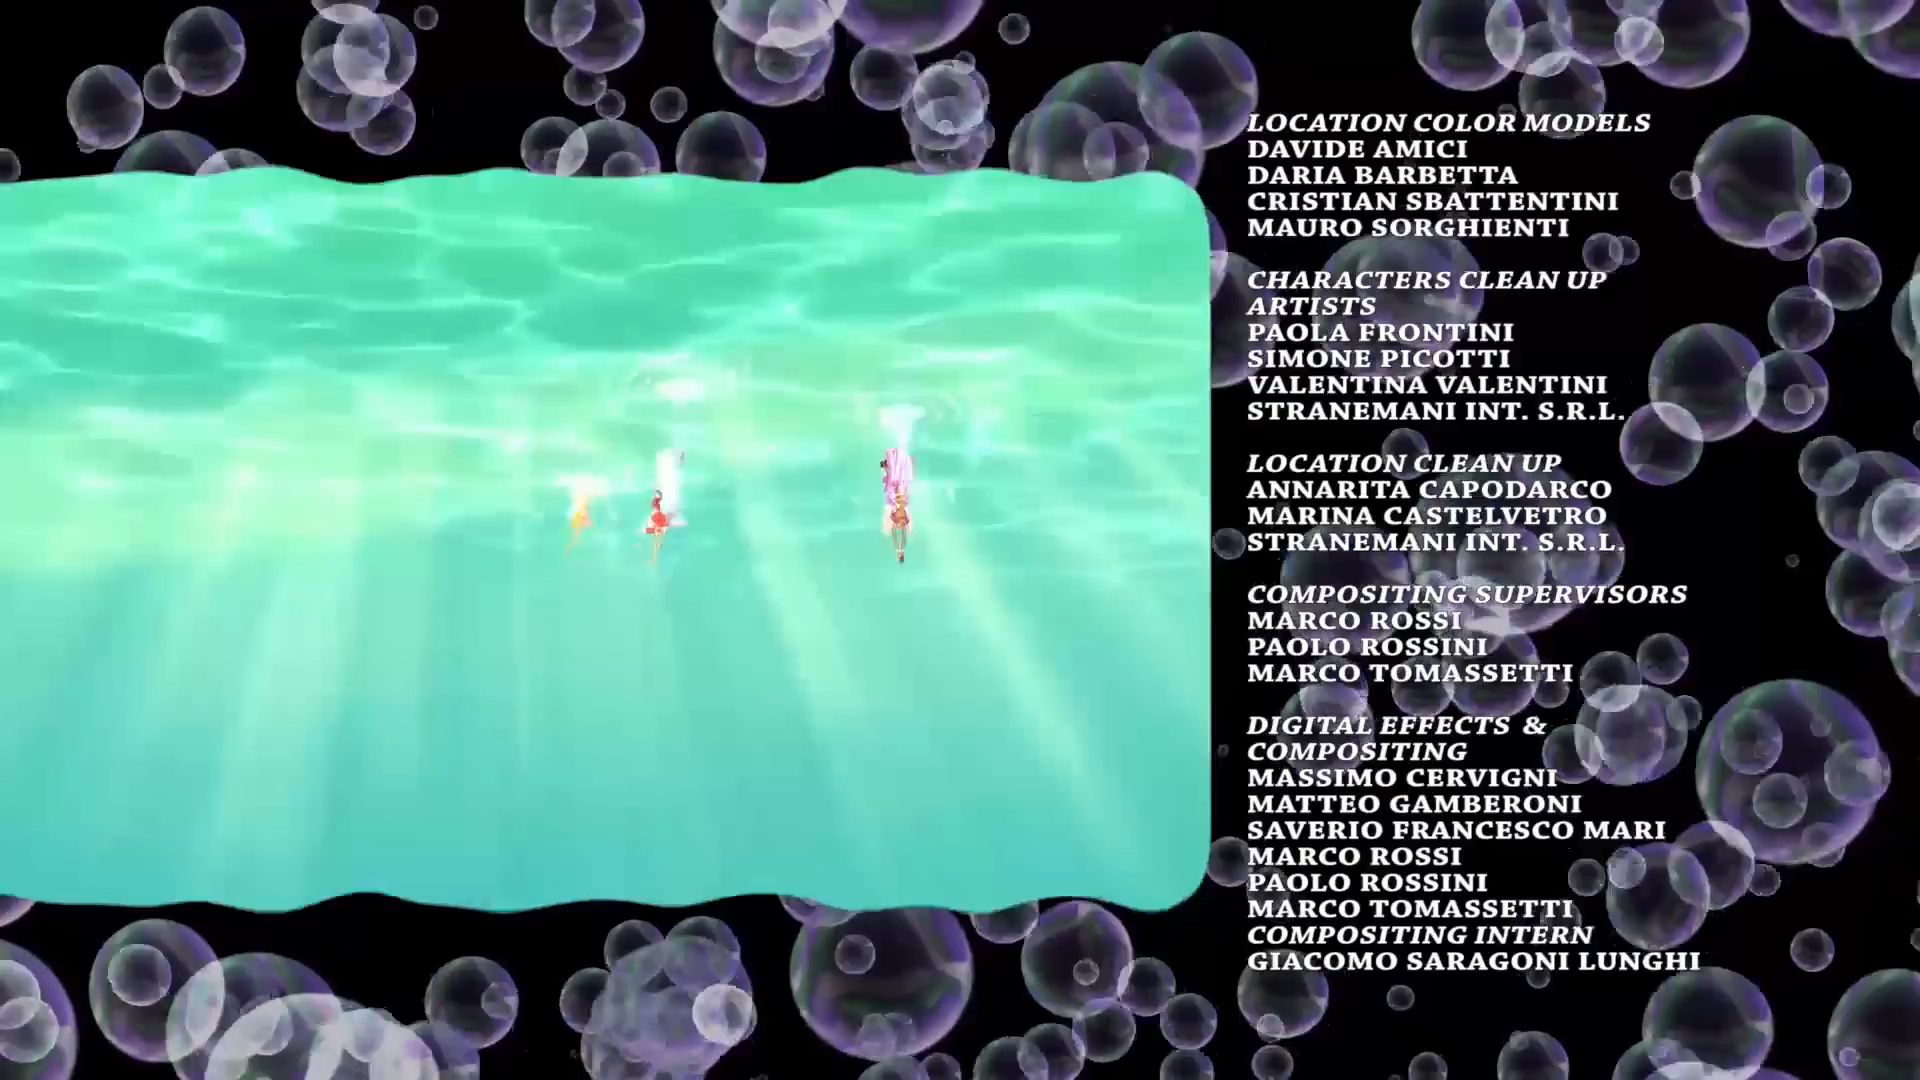 LOCATION COLOR MODELS
DAVIDE AMICI
DARIA BARBETTA
CRISTIAN SBATTENTINI
MAURO SORGHIENTI
CHARACTERS CLEAN UP
ARTISTS
PAOLA FRONTINI
SIMONE PICOTTI
VALENTINA VALENTINI
STRANEMANI INT. S.R.L.
LOCATION CLEAN UP
ANNARITA CAPODARCO
MARINA CASTELVETRO
STRANEMANI INT. S.R.L.
COMPOSITING SUPERVISORS
MARCO ROSSI
PAOLO ROSSINI
MARCO TOMASSETTI
DIGITAL EFFECTS &
COMPOSITING
MASSIMO CERVIGNI
MATTEO GAMBERONI
SAVERIO FRANCESCO MARI
MARCO ROSSI
PAOLO ROSSINI
MARCO TOMASSETTI
COMPOSITING INTERN
GIACOMO SARAGONI LUNGHI